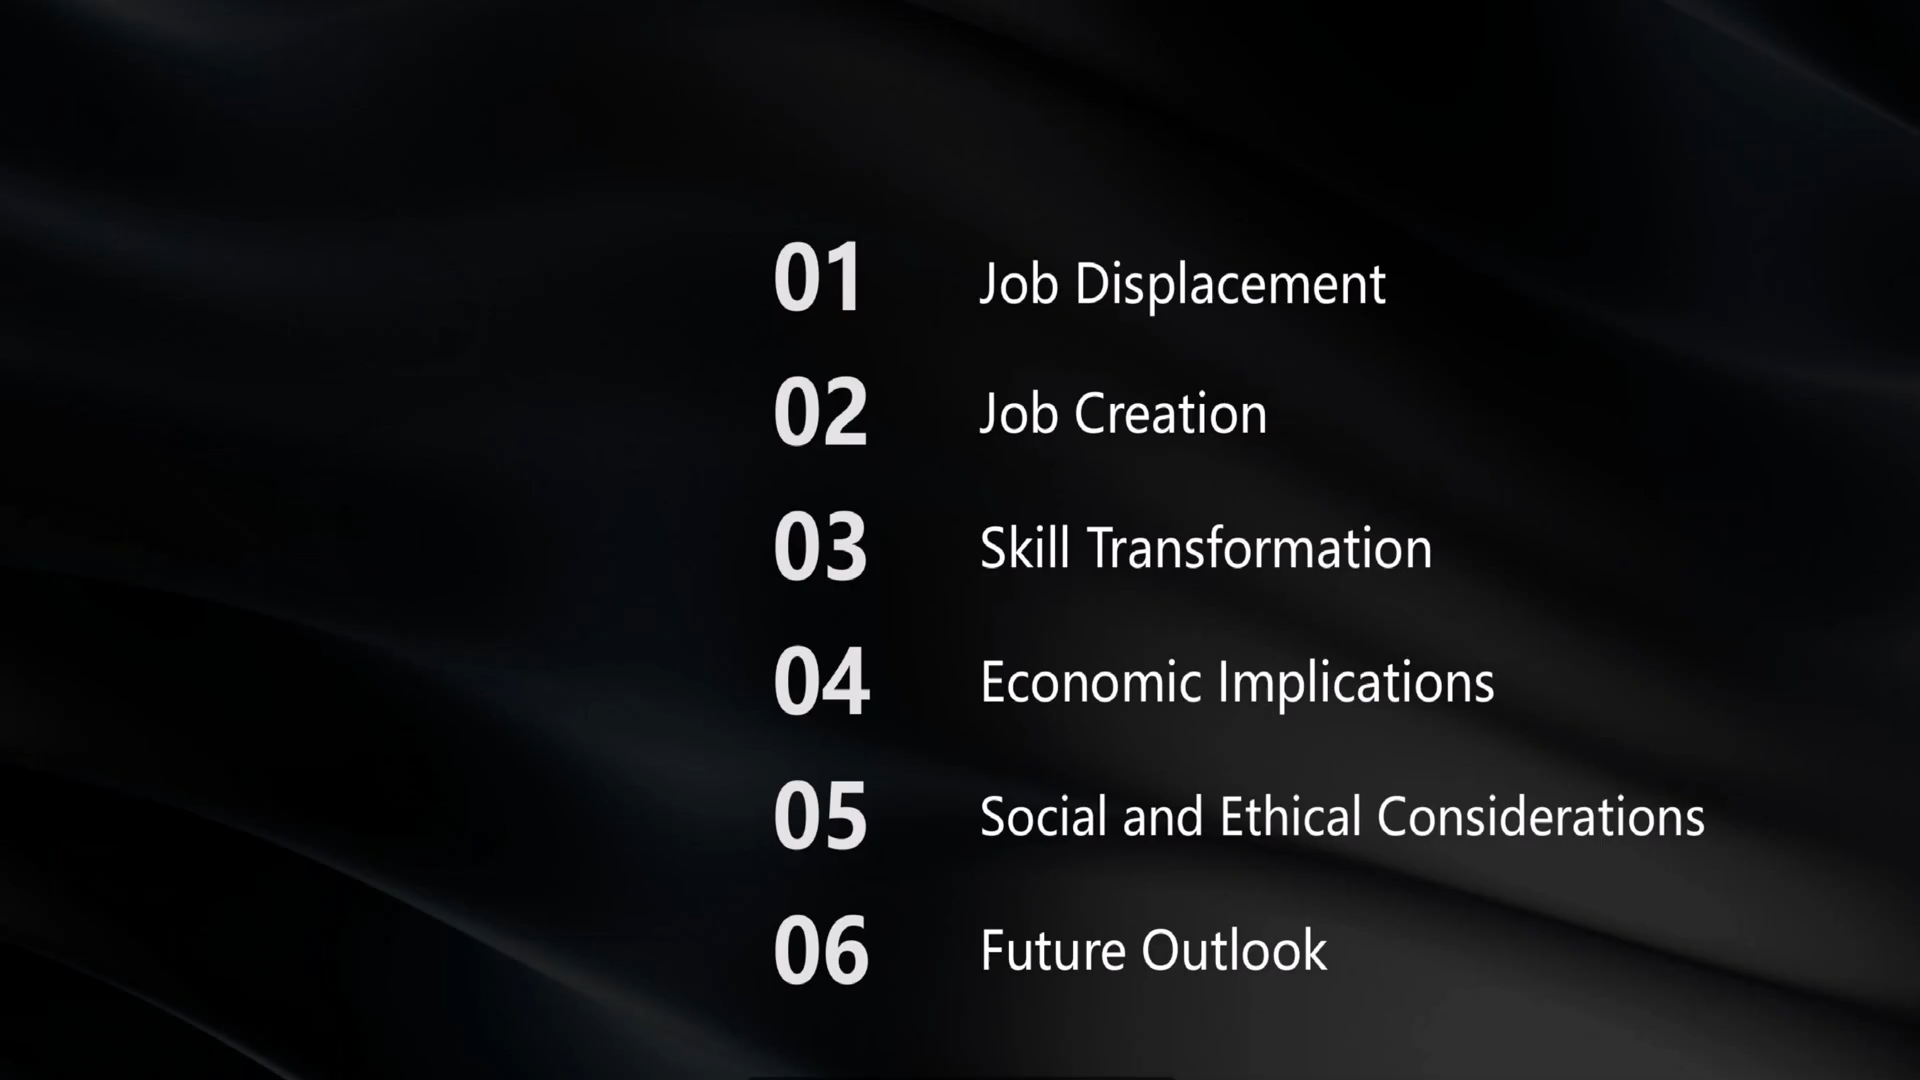 01 Job Displacement
02 Job Creation
03 Skill Transformation
04 Economic Implications
05 Social and Ethical Considerations
06 Future Outlook